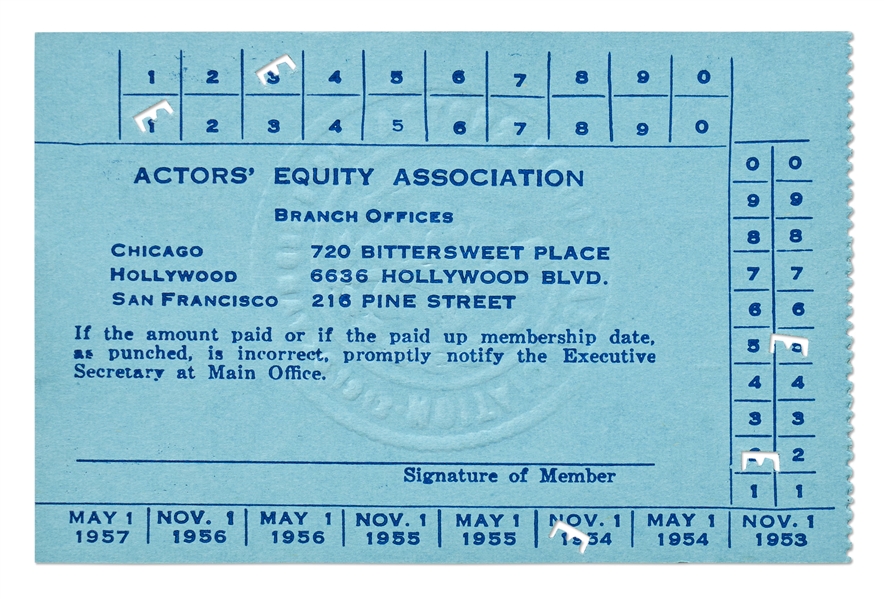 1 2 3 4 5 6 7 8 9 0
1 2 3 4 5 6 7 8 9 0
ACTORS' EQUITY ASSOCIATION
BRANCH OFFICES
CHICAGO 720 BITTERSWEET PLACE
HOLLYWOOD 6636 HOLLYWOOD BLVD.
SAN FRANCISCO 216 PINE STREET
If the amount paid or if the paid up membership date,
as punched, is incorrect, promptly notify the Executive
Secretary at Main Office.
Signature of Member
0 0
9 9
8 8
7 7
6 6
5 5
4 4
3 3
2 2
1 1
MAY 1 1957 NOV. 1 1956 MAY 1 1956 NOV. 1 1955 MAY 1 1955 NOV. 1 1954 MAY 1 1954 NOV. 1 1953